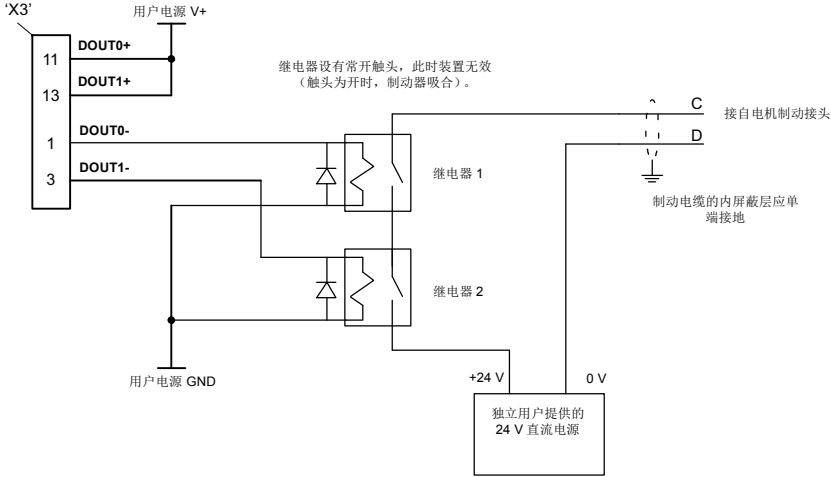 'X3'
用户电源 V+
11
DOUT0+
13
DOUT1+
1
DOUT0-
3
DOUT1-
继电器设有常开触头，此时装置无效
（触头为开时，制动器吸合）。
C
接自电机制动接头
D
继电器 1
制动电缆的内屏蔽层应单
端接地
继电器 2
用户电源 GND
+24 V
0 V
独立用户提供的
24 V 直流电源